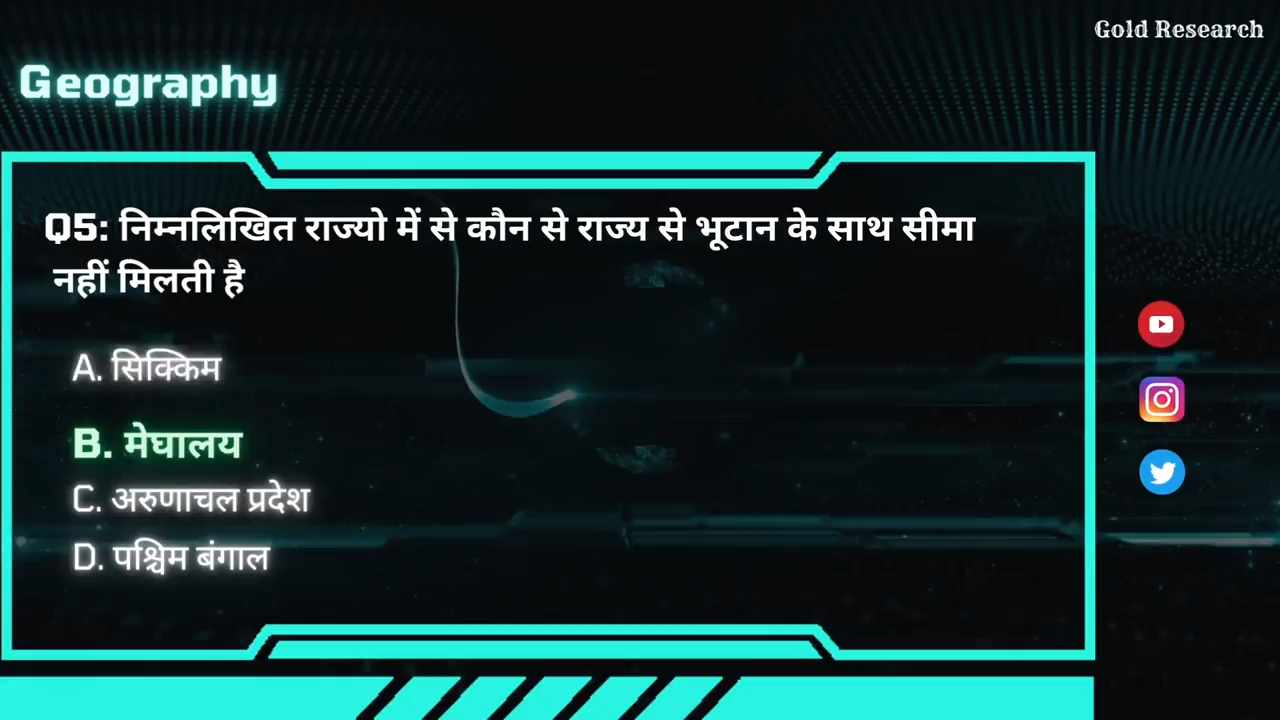 Gold Research
Geography
Q5: निम्नलिखित राज्यो में से कौन से राज्य से भूटान के साथ सीमा
नहीं मिलती है
A. सिक्किम
B. मेघालय
C. अरुणाचल प्रदेश
D. पश्चिम बंगाल